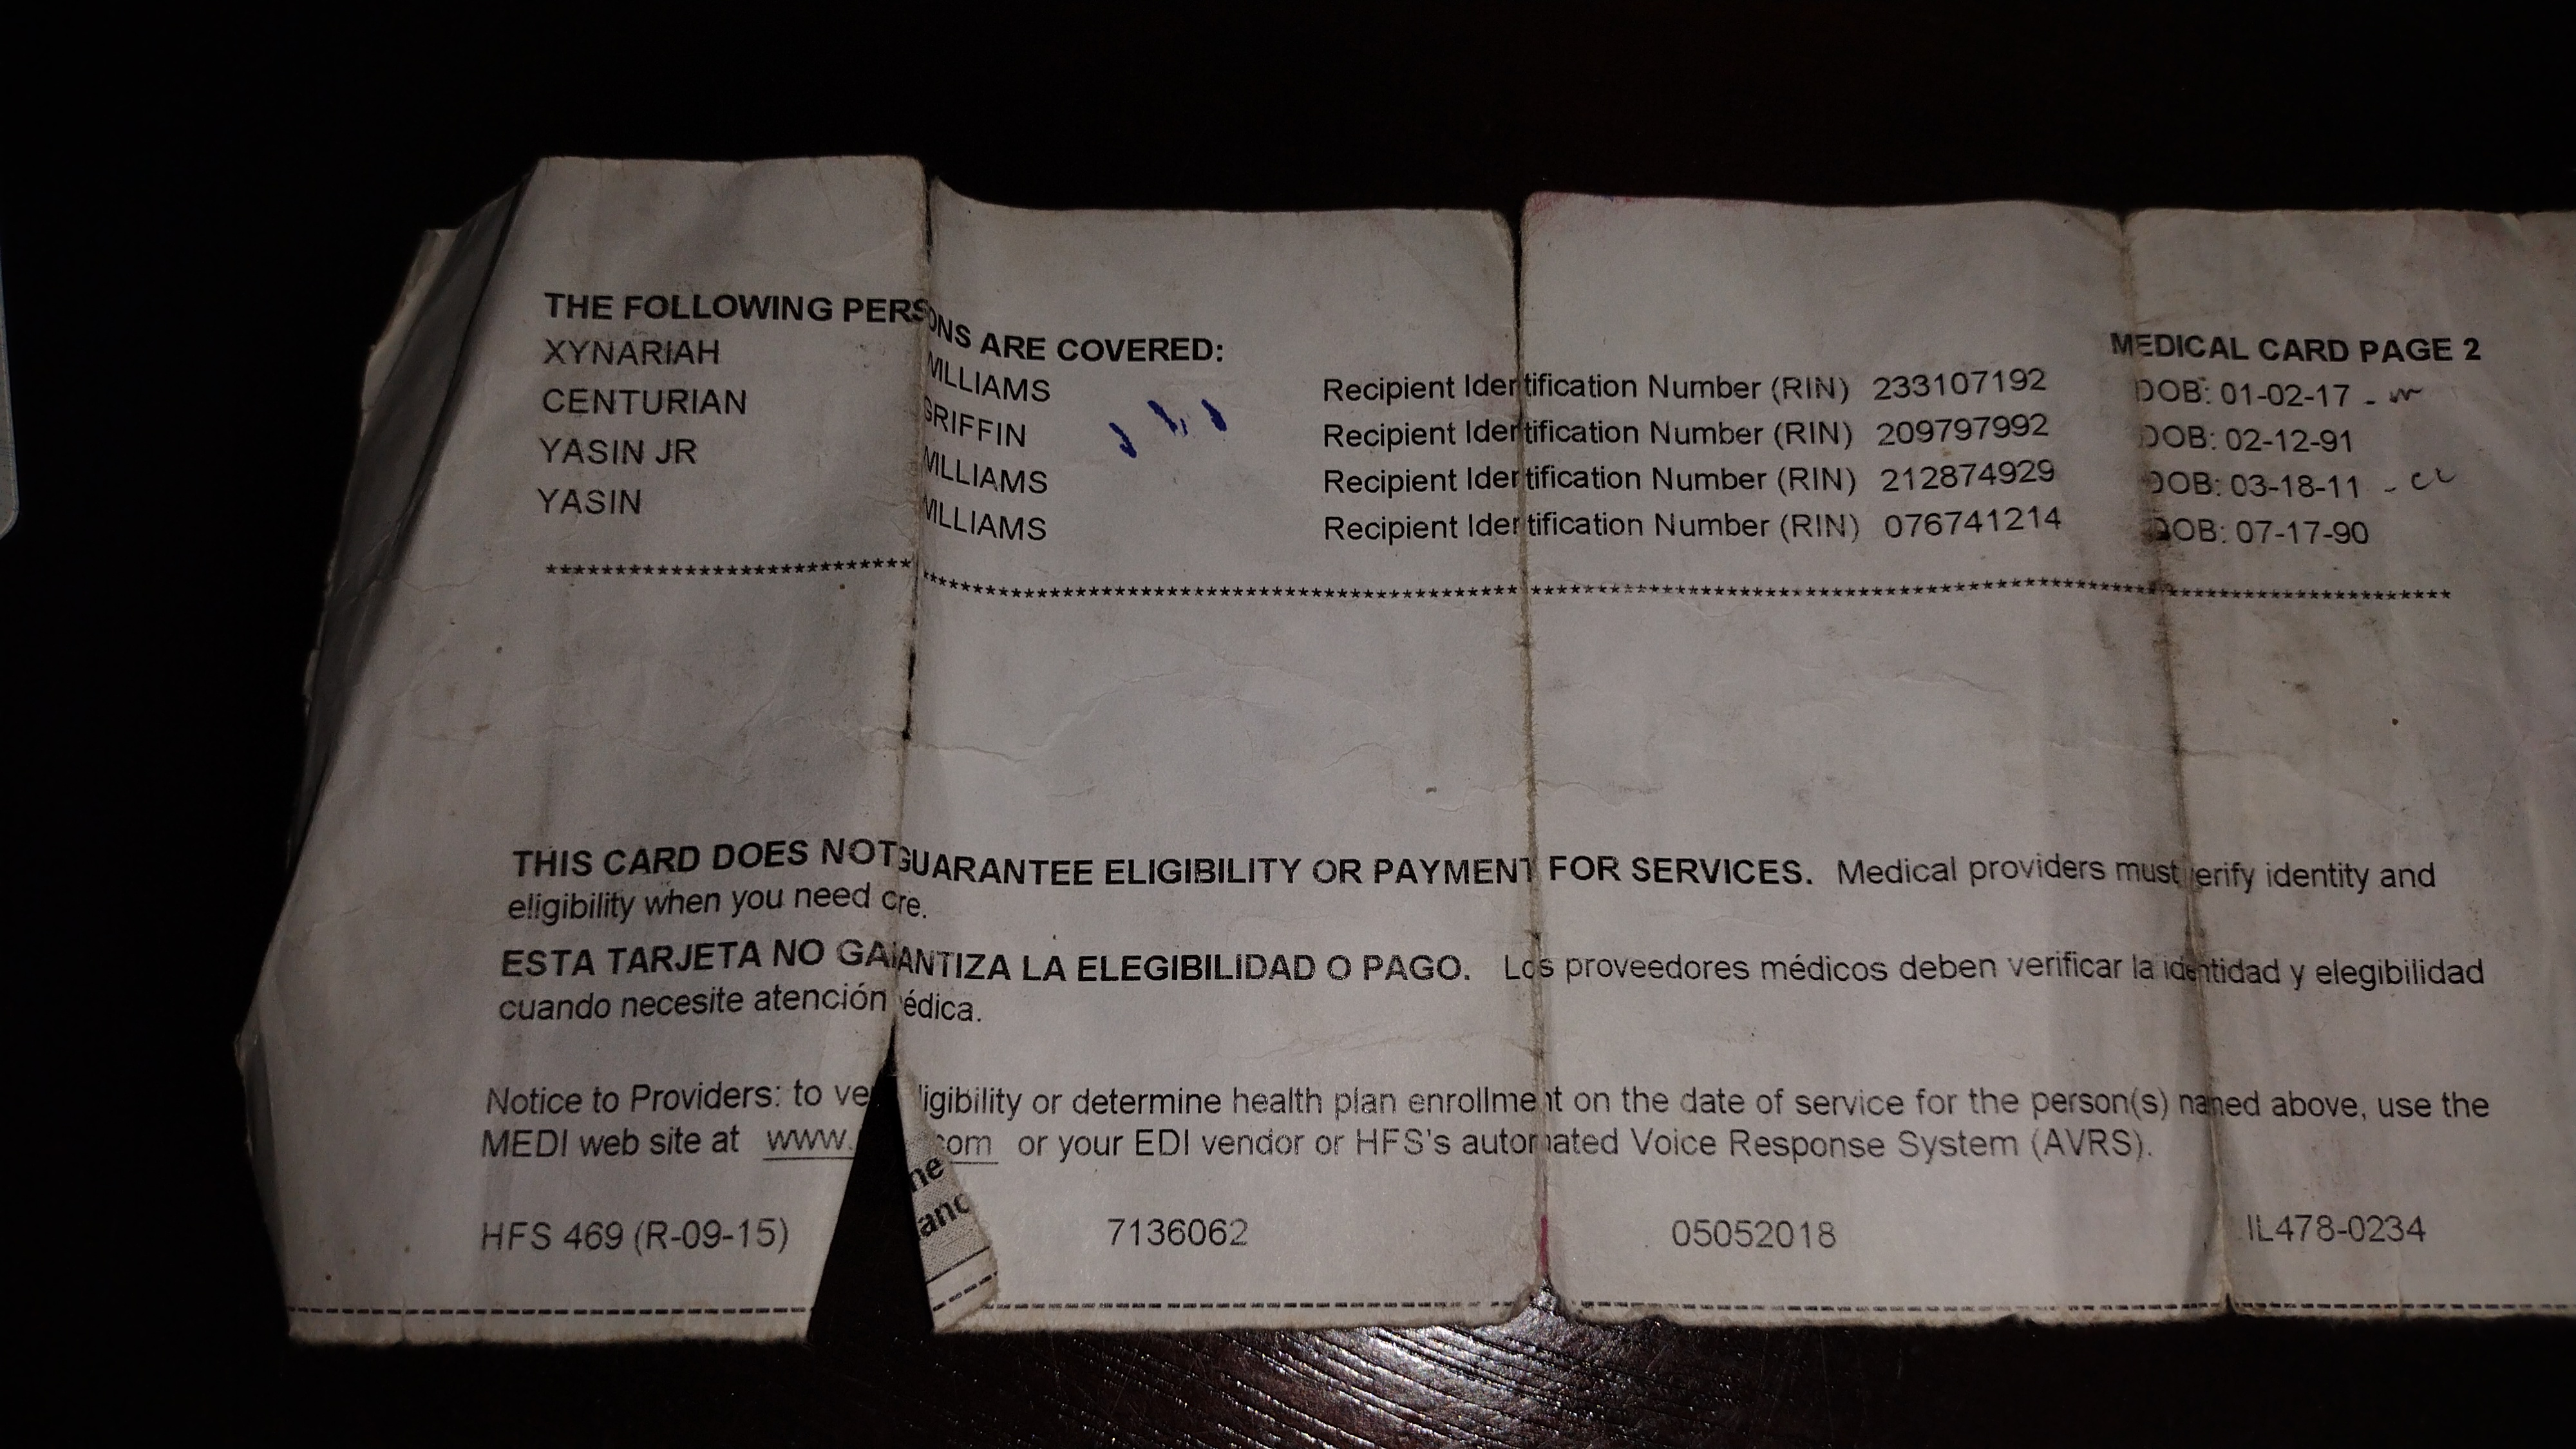 THE FOLLOWING PERSONS ARE COVERED:
MEDICAL CARD PAGE 2
XYNARIAH WILLIAMS Recipient Identification Number (RIN) 233107192 DOB: 01-02-17 -
CENTURIAN GRIFFIN Recipient Identification Number (RIN) 209797992 DOB: 02-12-91
YASIN JR WILLIAMS Recipient Identification Number (RIN) 212874929 DOB: 03-18-11 -
YASIN WILLIAMS Recipient Identification Number (RIN) 076741214 DOB: 07-17-90
THIS CARD DOES NOT GUARANTEE ELIGIBILITY OR PAYMENT FOR SERVICES. Medical providers must verify identity and
eligibility when you need
ESTA TARJETA NO GARANTIZA LA ELEGIBILIDAD O PAGO. Los proveedores médicos deben verificar la identidad y elegibilidad
cuando necesite atención médica.
Notice to Providers: to eligibility or determine health plan enrollment on the date of service for the person(s) named above, use the
MEDI web site at www. com or your EDI vendor or HFS's automated Voice Response System (AVRS).
HFS 469 (R-09-15) 7136062 05052018 IL478-0234